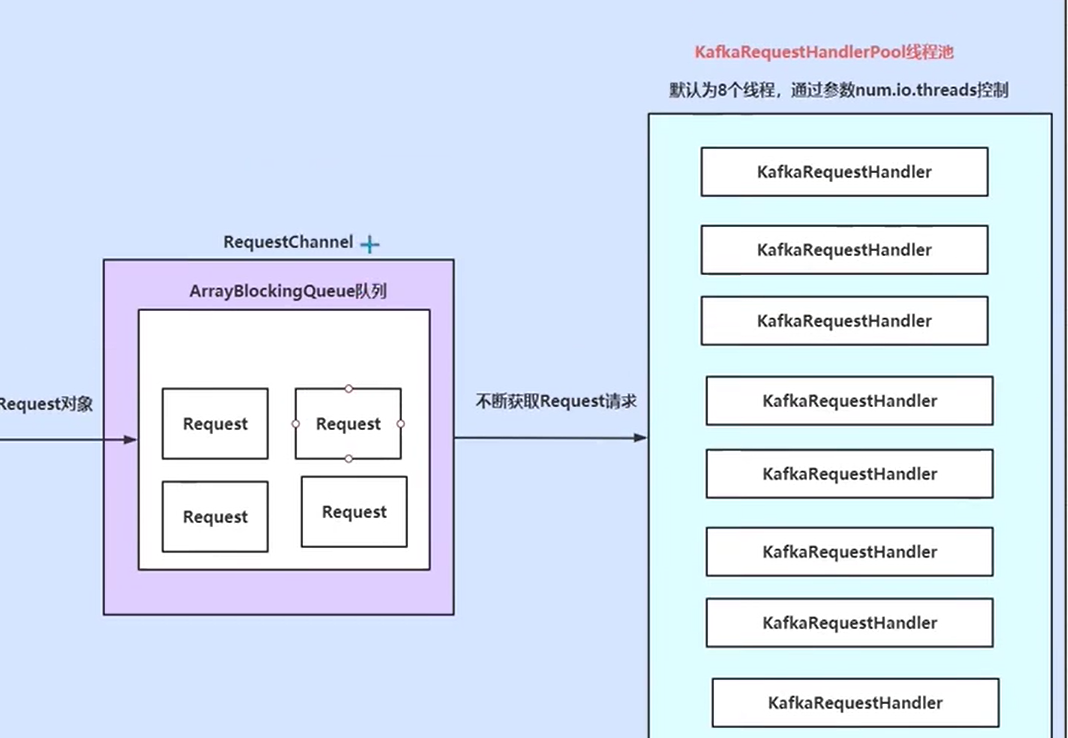 KafkaRequestHandlerPool线程池
默认为8个线程，通过参数num.io.threads控制
RequestChannel
ArrayBlockingQueue队列
Request对象
Request
Request
Request
Request
不断获取Request请求
KafkaRequestHandler
KafkaRequestHandler
KafkaRequestHandler
KafkaRequestHandler
KafkaRequestHandler
KafkaRequestHandler
KafkaRequestHandler
KafkaRequestHandler